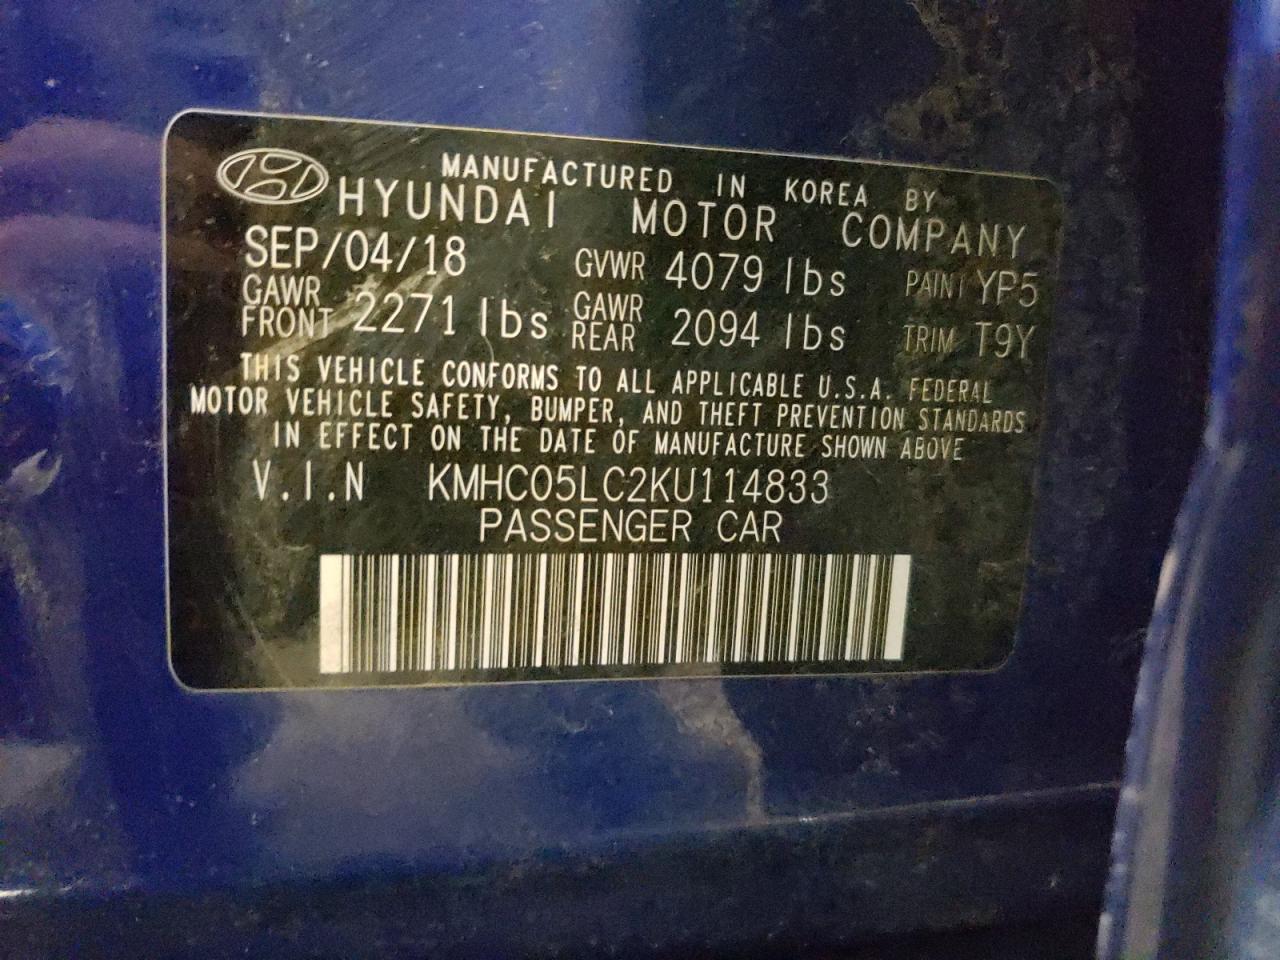 MANUFACTURED IN KOREA BY
HYUNDAI MOTOR COMPANY
SEP/04/18 GVWR 4079 lbs PAINT YP5
GAWR FRONT 2271 lbs GAWR REAR 2094 lbs TRIM T9Y
THIS VEHICLE CONFORMS TO ALL APPLICABLE U.S.A. FEDERAL
MOTOR VEHICLE SAFETY, BUMPER, AND THEFT PREVENTION STANDARDS
IN EFFECT ON THE DATE OF MANUFACTURE SHOWN ABOVE
V.I.N KMHC05LC2KU114833
PASSENGER CAR